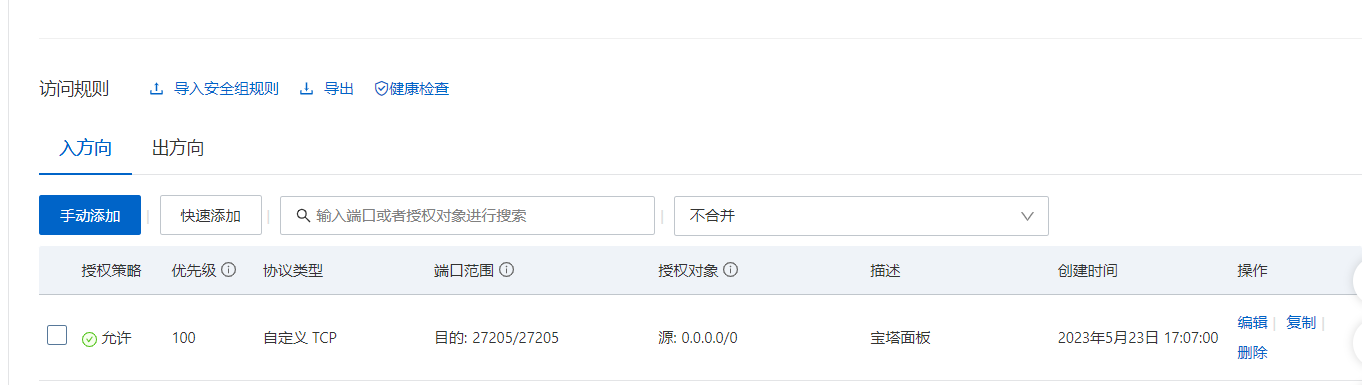 访问规则 导入安全组规则 导出 健康检查
入方向 出方向
手动添加 快速添加 输入端口或者授权对象进行搜索 不合并
授权策略 优先级 协议类型 端口范围 授权对象 描述 创建时间 操作
允许 100 自定义 TCP 目的: 27205/27205 源: 0.0.0.0/0 宝塔面板 2023年5月23日 17:07:00 编辑 复制
删除